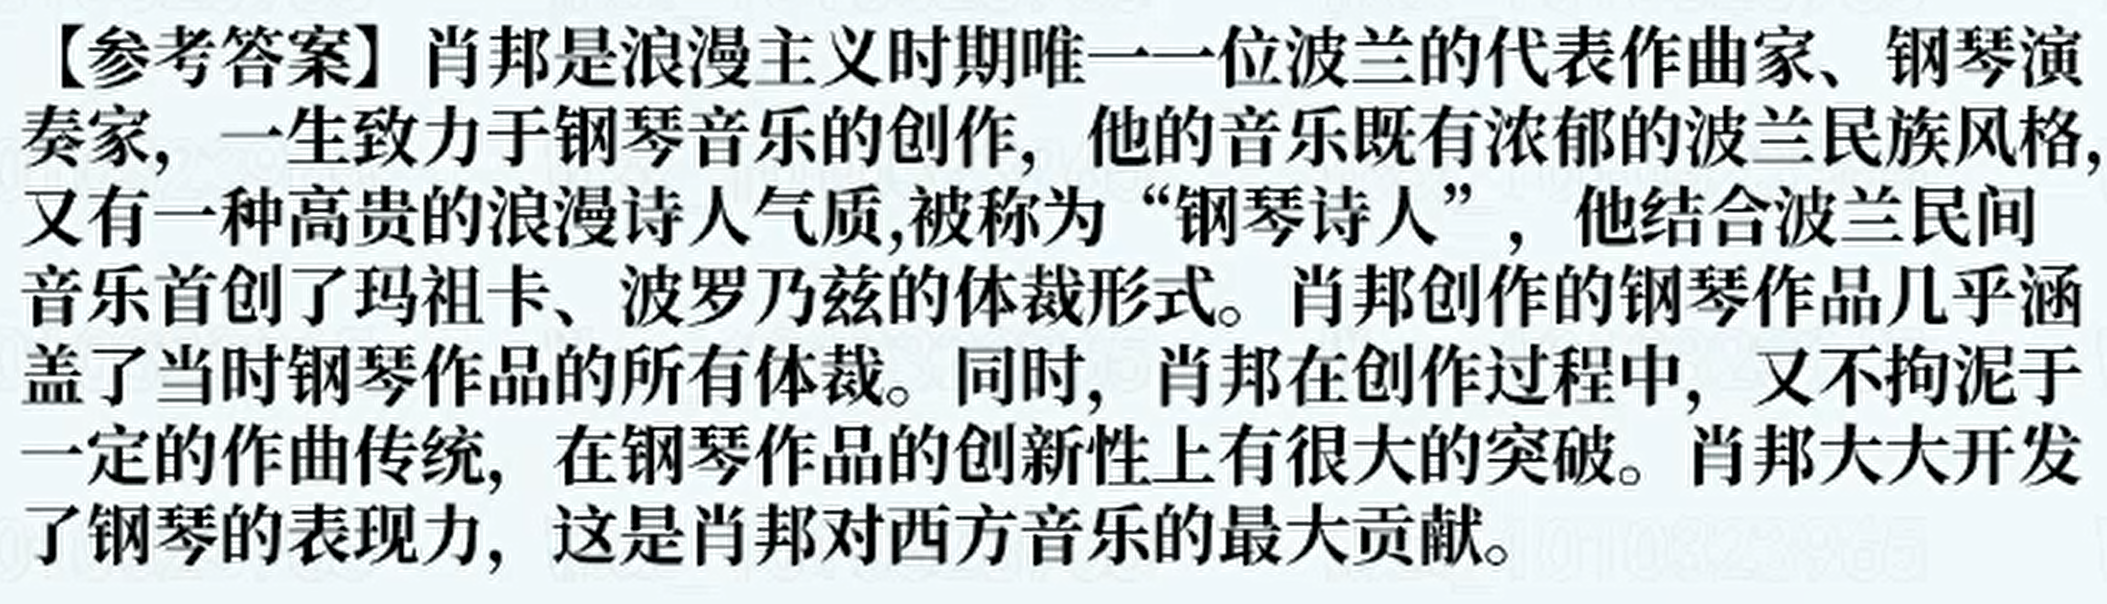 【参考答案】肖邦是浪漫主义时期唯一一位波兰的代表作曲家、钢琴演
奏家，一生致力于钢琴音乐的创作，他的音乐既有浓郁的波兰民族风格，
又有一种高贵的浪漫诗人气质,被称为“钢琴诗人”，他结合波兰民间
音乐首创了玛祖卡、波罗乃兹的体裁形式。肖邦创作的钢琴作品几乎涵
盖了当时钢琴作品的所有体裁。同时，肖邦在创作过程中，又不拘泥于
一定的作曲传统，在钢琴作品的创新性上有很大的突破。肖邦大大开发
了钢琴的表现力，这是肖邦对西方音乐的最大贡献。